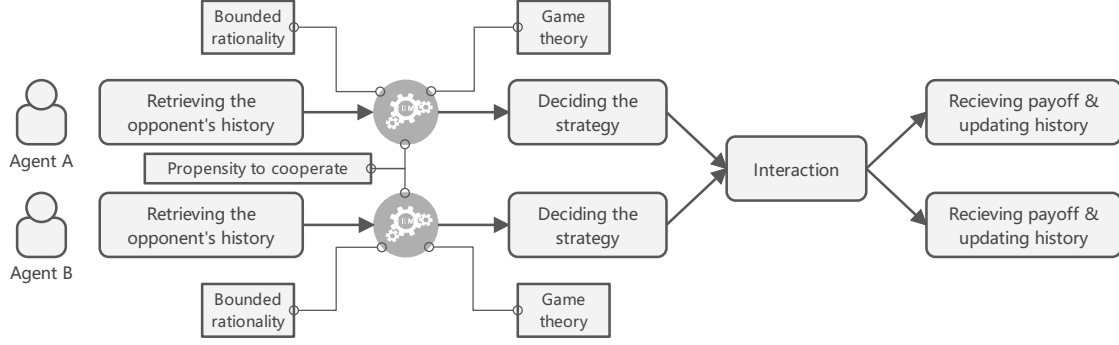 Bounded
rationality
Game
theory
Retrieving the
opponent's history
Deciding the
strategy
Recieving payoff &
updating history
Agent A
Propensity to cooperate
Interaction
Retrieving the
opponent's history
Deciding the
strategy
Recieving payoff &
updating history
Agent B
Bounded
rationality
Game
theory